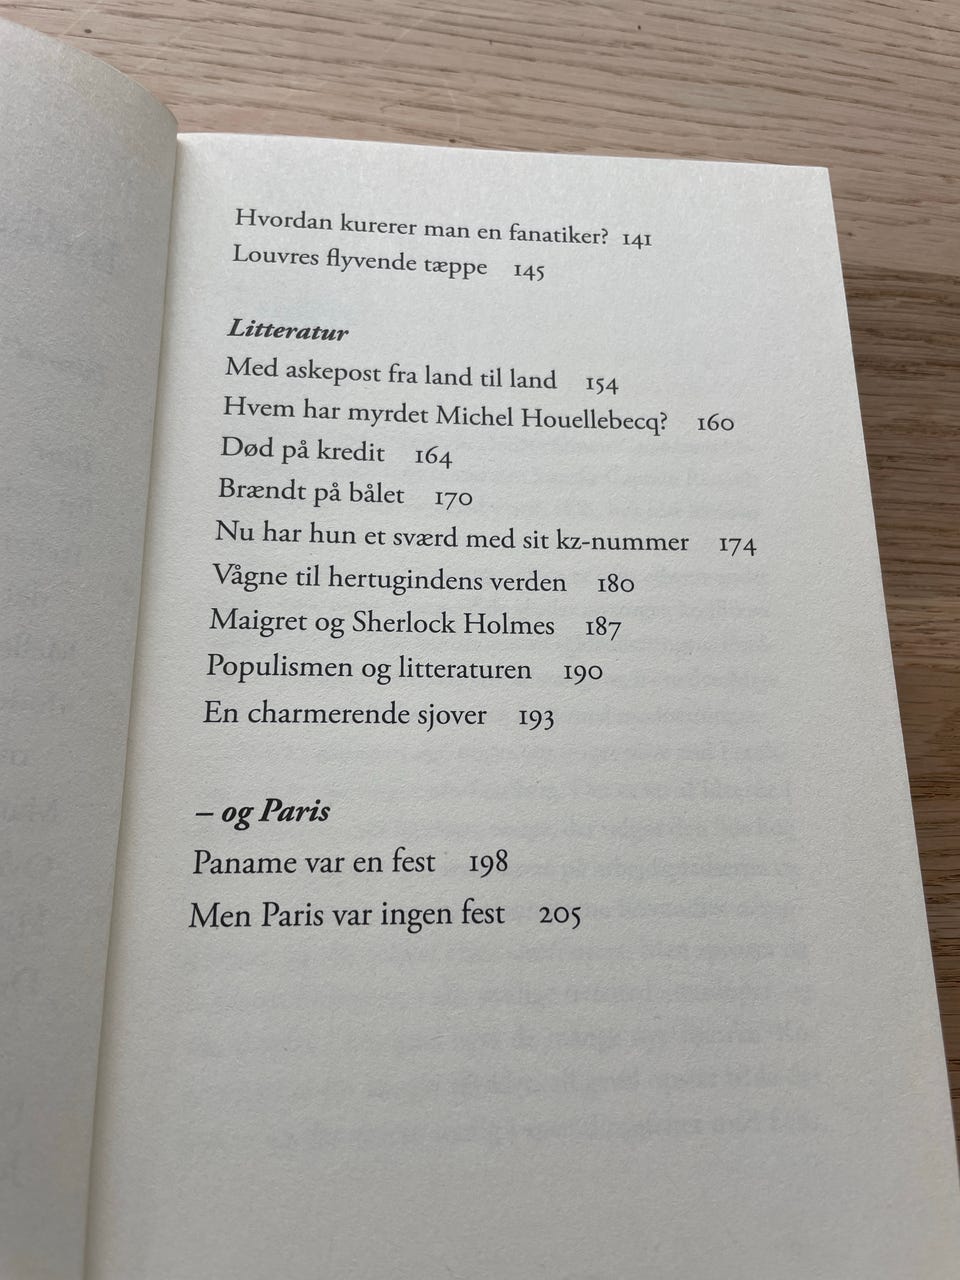 Hvordan kurerer man en fanatiker? 141
Louvres flyvende tæppe 145
Litteratur
Med askepost fra land til land 154
Hvem har myrdet Michel Houellebecq? 160
Død på kredit 164
Brændt på bålet 170
Nu har hun et sværd med sit kz-nummer 174
Vågne til hertugindens verden 180
Maigret og Sherlock Holmes 187
Populismen og litteraturen 190
En charmerende sjover 193
– og Paris
Paname var en fest 198
Men Paris var ingen fest 205